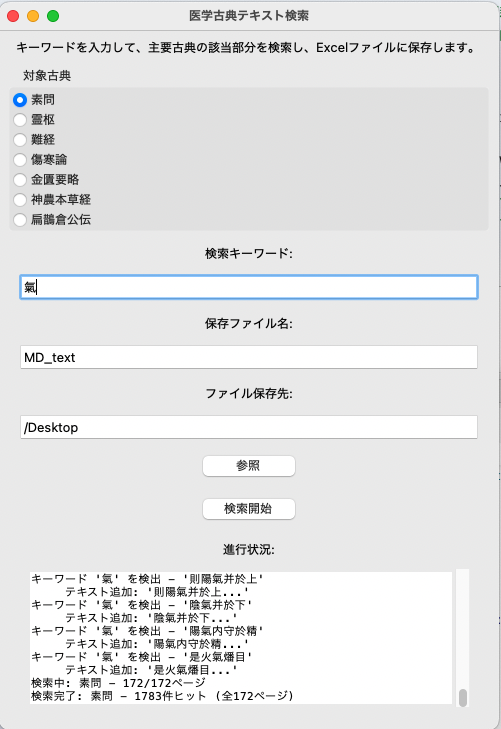 医学古典テキスト検索
キーワードを入力して、主要古典の該当部分を検索し、Excelファイルに保存します。
対象古典
素問
霊枢
難経
傷寒論
金匱要略
神農本草経
扁鵲倉公伝
検索キーワード:
氣
保存ファイル名:
MD_text
ファイル保存先:
/Desktop
参照
検索開始
進行状況:
キーワード '氣' を検出 – '則陽氣并於上'
テキスト追加: '則陽氣并於上...'
キーワード '氣' を検出 – '陰氣并於下'
テキスト追加: '陰氣并於下...'
キーワード '氣' を検出 – '陽氣内守於精'
テキスト追加: '陽氣内守於精...'
キーワード '氣' を検出 – '是火氣燔目'
テキスト追加: '是火氣燔目...'
検索中: 素問 – 172/172ページ
検索完了: 素問 – 1783件ヒット (全172ページ)